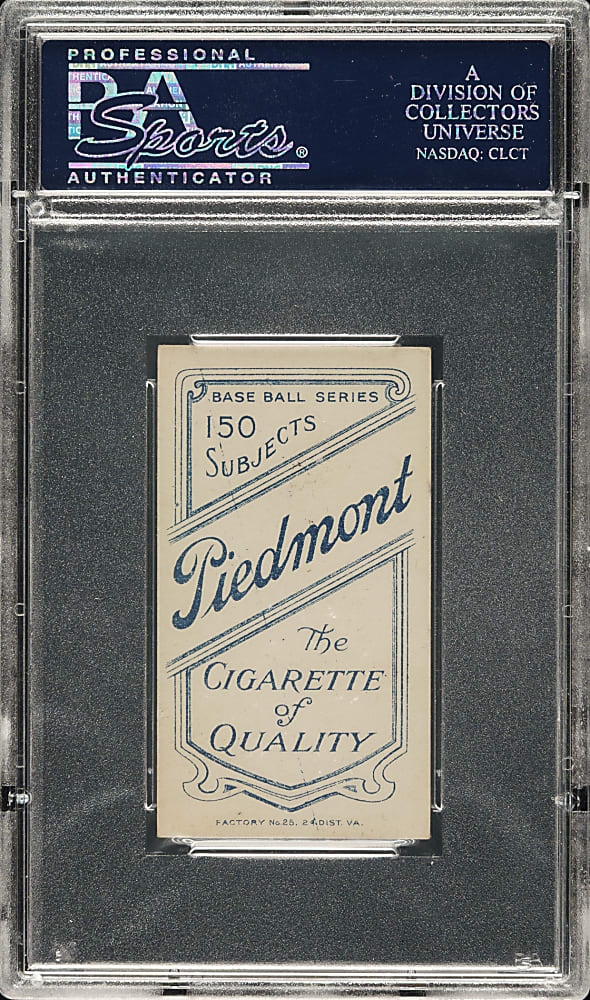 PROFESSIONAL
PSA
Sports®
AUTHENTICATOR
A
DIVISION OF
COLLECTORS
UNIVERSE
NASDAQ: CLCT
BASE BALL SERIES
150
SUBJECTS
Piedmont
The
CIGARETTE
of
QUALITY
FACTORY No. 25, 2d DIST. VA.
PSA